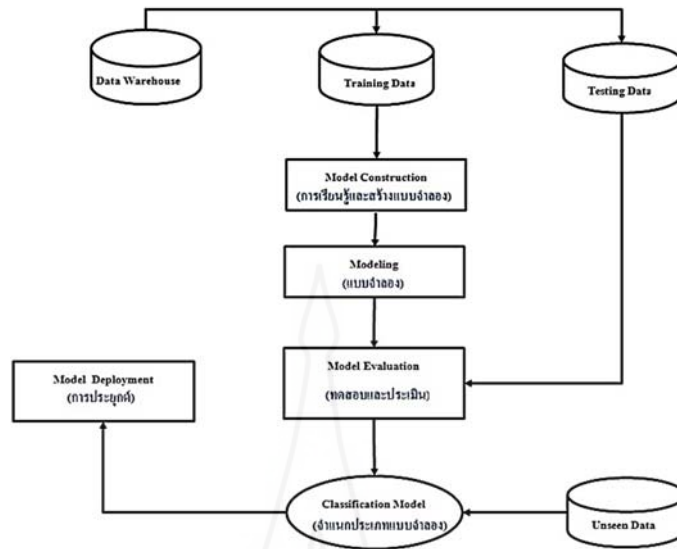 Data Warehouse
Training Data
Testing Data
Model Construction
(การเรียนรู้และสร้างแบบจำลอง)
Modeling
(แบบจำลอง)
Model Evaluation
(ทดสอบและประเมิน)
Model Deployment
(การประยุกต์)
Classification Model
(จำแนกประเภทแบบจำลอง)
Unseen Data